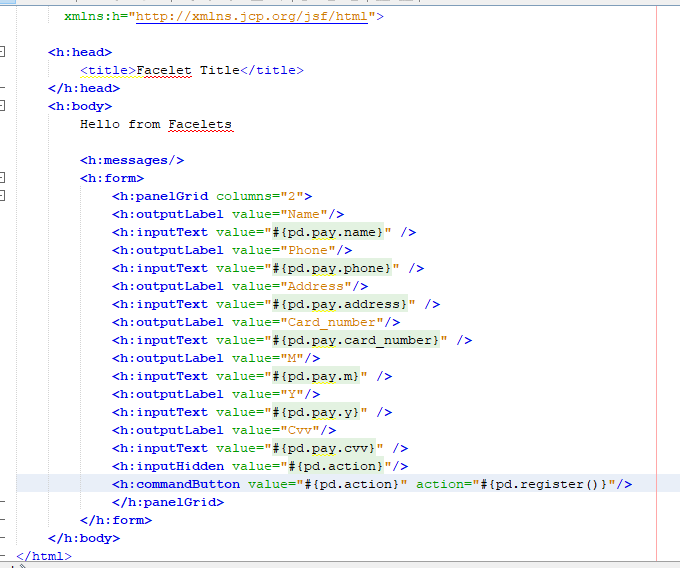 xmlns:h="http://xmlns.jcp.org/jsf/html">
<h:head>
<title>Facelet Title</title>
</h:head>
<h:body>
Hello from Facelets
<h:messages/>
<h:form>
<h:panelGrid columns="2">
<h:outputLabel value="Name"/>
<h:inputText value="#{pd.pay.name}" />
<h:outputLabel value="Phone"/>
<h:inputText value="#{pd.pay.phone}" />
<h:outputLabel value="Address"/>
<h:inputText value="#{pd.pay.address}" />
<h:outputLabel value="Card_number"/>
<h:inputText value="#{pd.pay.card_number}" />
<h:outputLabel value="M"/>
<h:inputText value="#{pd.pay.m}" />
<h:outputLabel value="Y"/>
<h:inputText value="#{pd.pay.y}" />
<h:outputLabel value="Cvv"/>
<h:inputText value="#{pd.pay.cvv}" />
<h:inputHidden value="#{pd.action}"/>
<h:commandButton value="#{pd.action}" action="#{pd.register()}"/>
</h:panelGrid>
</h:form>
</h:body>
</html>